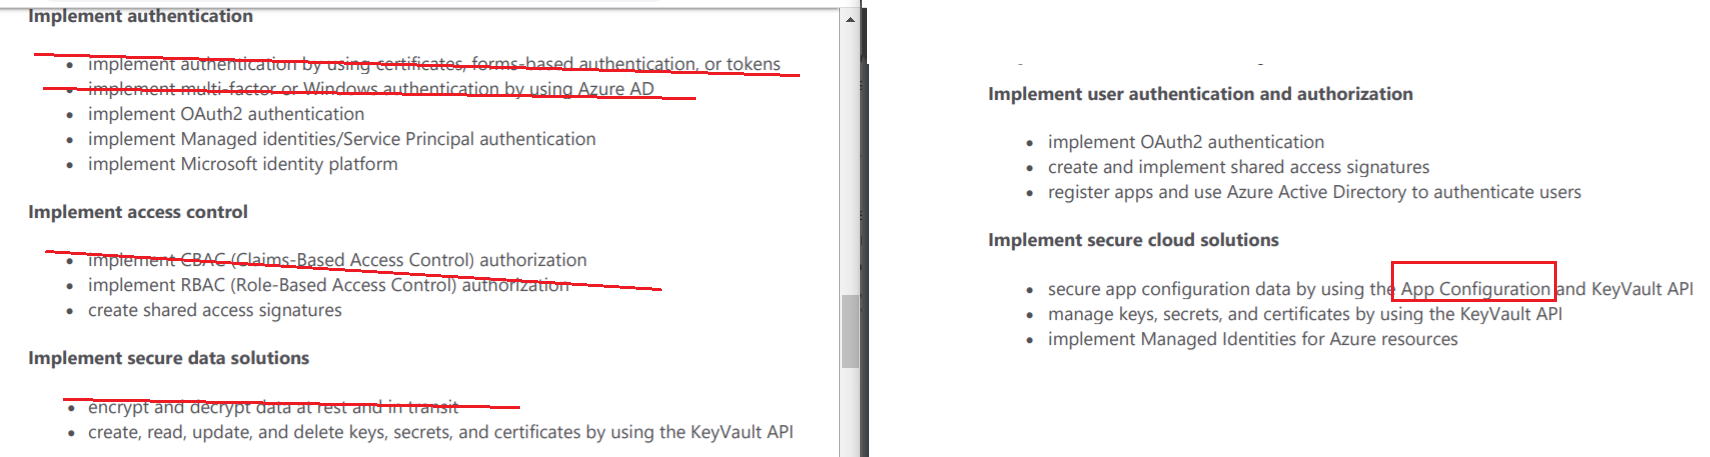 Implement authentication
implement authentication by using certificates, forms-based authentication, or tokens
implement multi-factor or Windows authentication by using Azure AD
implement OAuth2 authentication
implement Managed identities/Service Principal authentication
implement Microsoft identity platform
Implement access control
implement CBAC (Claims-Based Access Control) authorization
implement RBAC (Role-Based Access Control) authorization
create shared access signatures
Implement secure data solutions
encrypt and decrypt data at rest and in transit
create, read, update, and delete keys, secrets, and certificates by using the KeyVault API
Implement user authentication and authorization
implement OAuth2 authentication
create and implement shared access signatures
register apps and use Azure Active Directory to authenticate users
Implement secure cloud solutions
secure app configuration data by using the App Configuration and KeyVault API
manage keys, secrets, and certificates by using the KeyVault API
implement Managed Identities for Azure resources